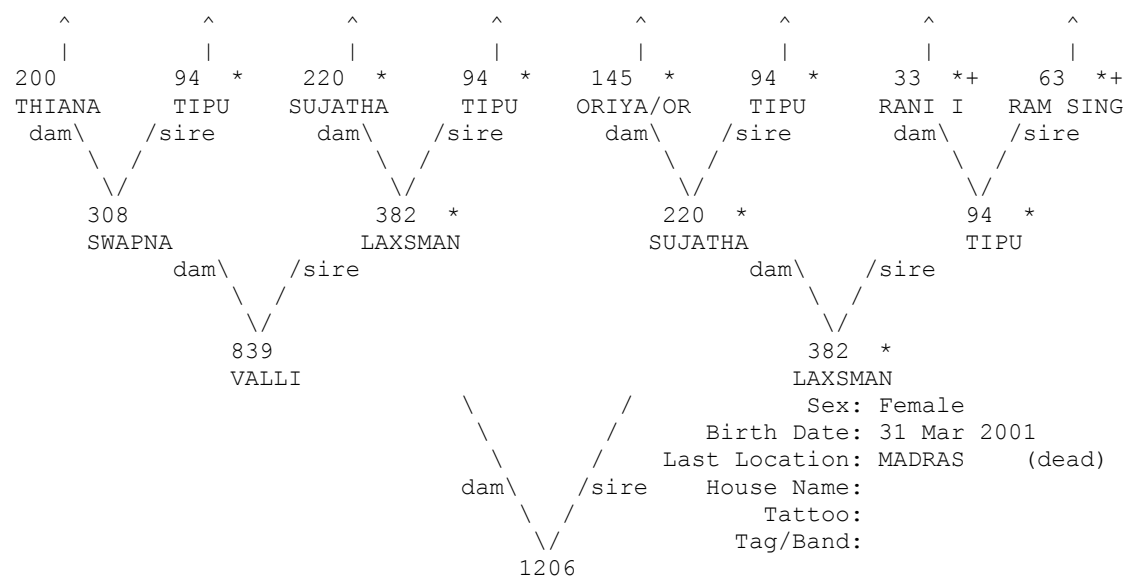 ^ ^ ^ ^ ^ ^ ^ ^
| | | | | | | |
200 94 * 220 * 94 * 145 * 94 * 33 *+ 63 *+
THIANA TIPU SUJATHA TIPU ORIYA/OR TIPU RANI I RAM SING
dam\ /sire dam\ /sire dam\ /sire dam\ /sire
\ / \ / \ / \ /
\/ \/ \/ \/
308 382 * 220 * 94 *
SWAPNA LAXSMAN SUJATHA TIPU
dam\ /sire dam\ /sire
\ / \ /
\/ \/
839 382 *
VALLI LAXSMAN
\ / Sex: Female
\ / Birth Date: 31 Mar 2001
\ / Last Location: MADRAS (dead)
dam\ /sire House Name:
\ / Tattoo:
\/ Tag/Band:
1206